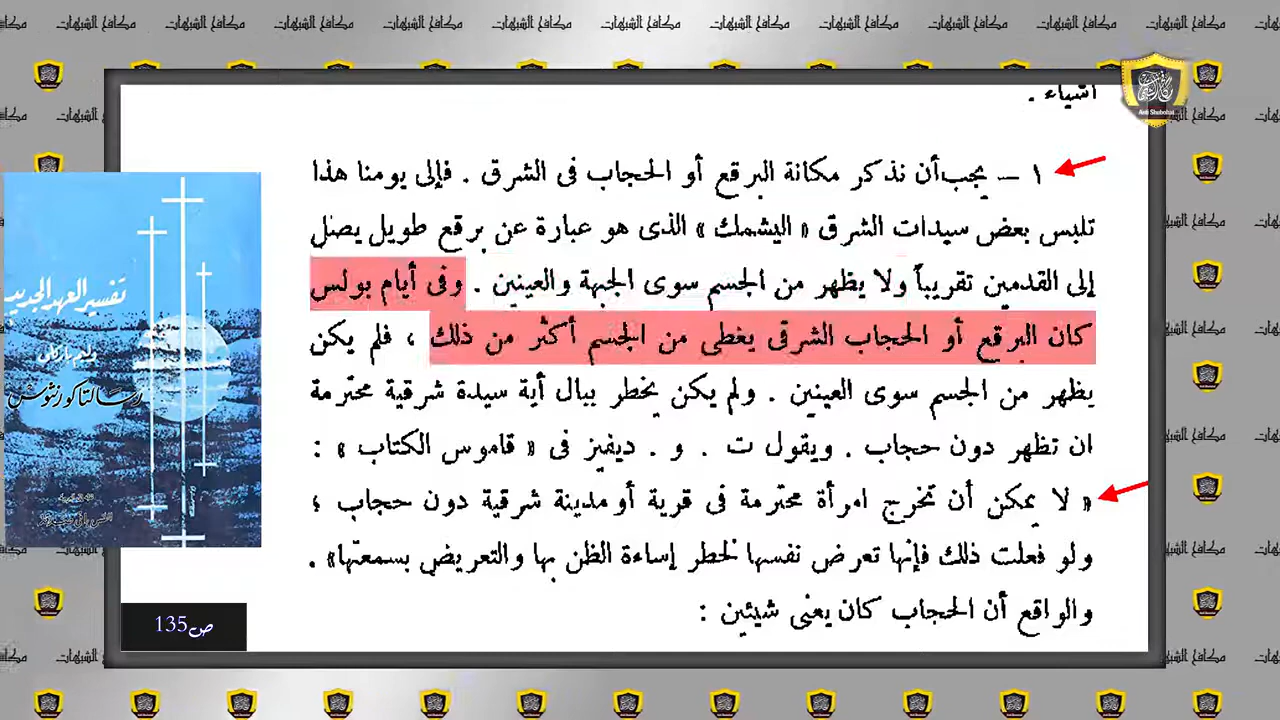 أشياء .
١ – يجب أن نذكر مكانة البرقع أو الحجاب فى الشرق . فإلى يومنا هذا
تلبس بعض سيدات الشرق « اليشمك » الذى هو عبارة عن برقع طويل يصل
إلى القدمين تقريباً ولا يظهر من الجسم سوى الجبهة والعينين . وفى أيام بولس
كان البرقع أو الحجاب الشرقى يغطى من الجسم أكثر من ذلك ، فلم يكن
يظهر من الجسم سوى العينين . ولم يكن يخطر ببال أية سيدة شرقية محترمة
ان تظهر دون حجاب . ويقول ت . و . ديفيز فى « قاموس الكتاب » :
« لا يمكن أن تخرج امرأة محترمة فى قرية أو مدينة شرقية دون حجاب ؛
ولو فعلت ذلك فإنها تعرض نفسها لخطر إساءة الظن بها والتعريض بسمعتها» .
والواقع أن الحجاب كان يعنى شيئين :
تفسير العهد الجديد
وليم باركلى
رسالتا كورنثوس
ص135
مكافح الشبهات
Anti Shubohat